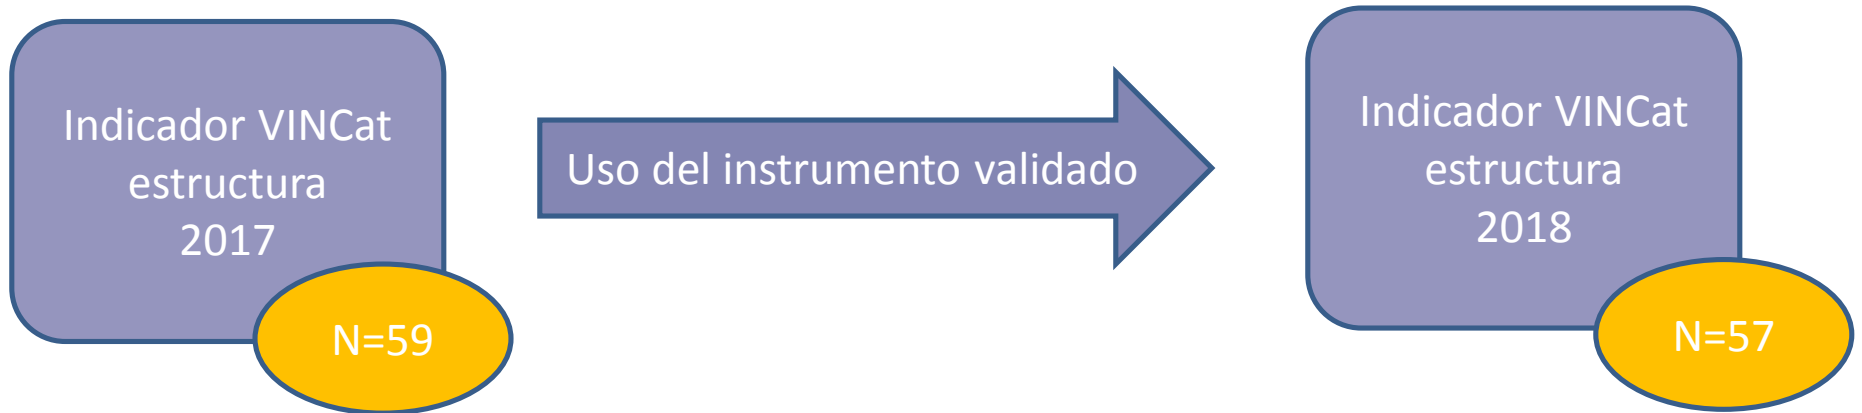 Indicador VINCat
estructura
2017
N=59
Uso del instrumento validado
Indicador VINCat
estructura
2018
N=57